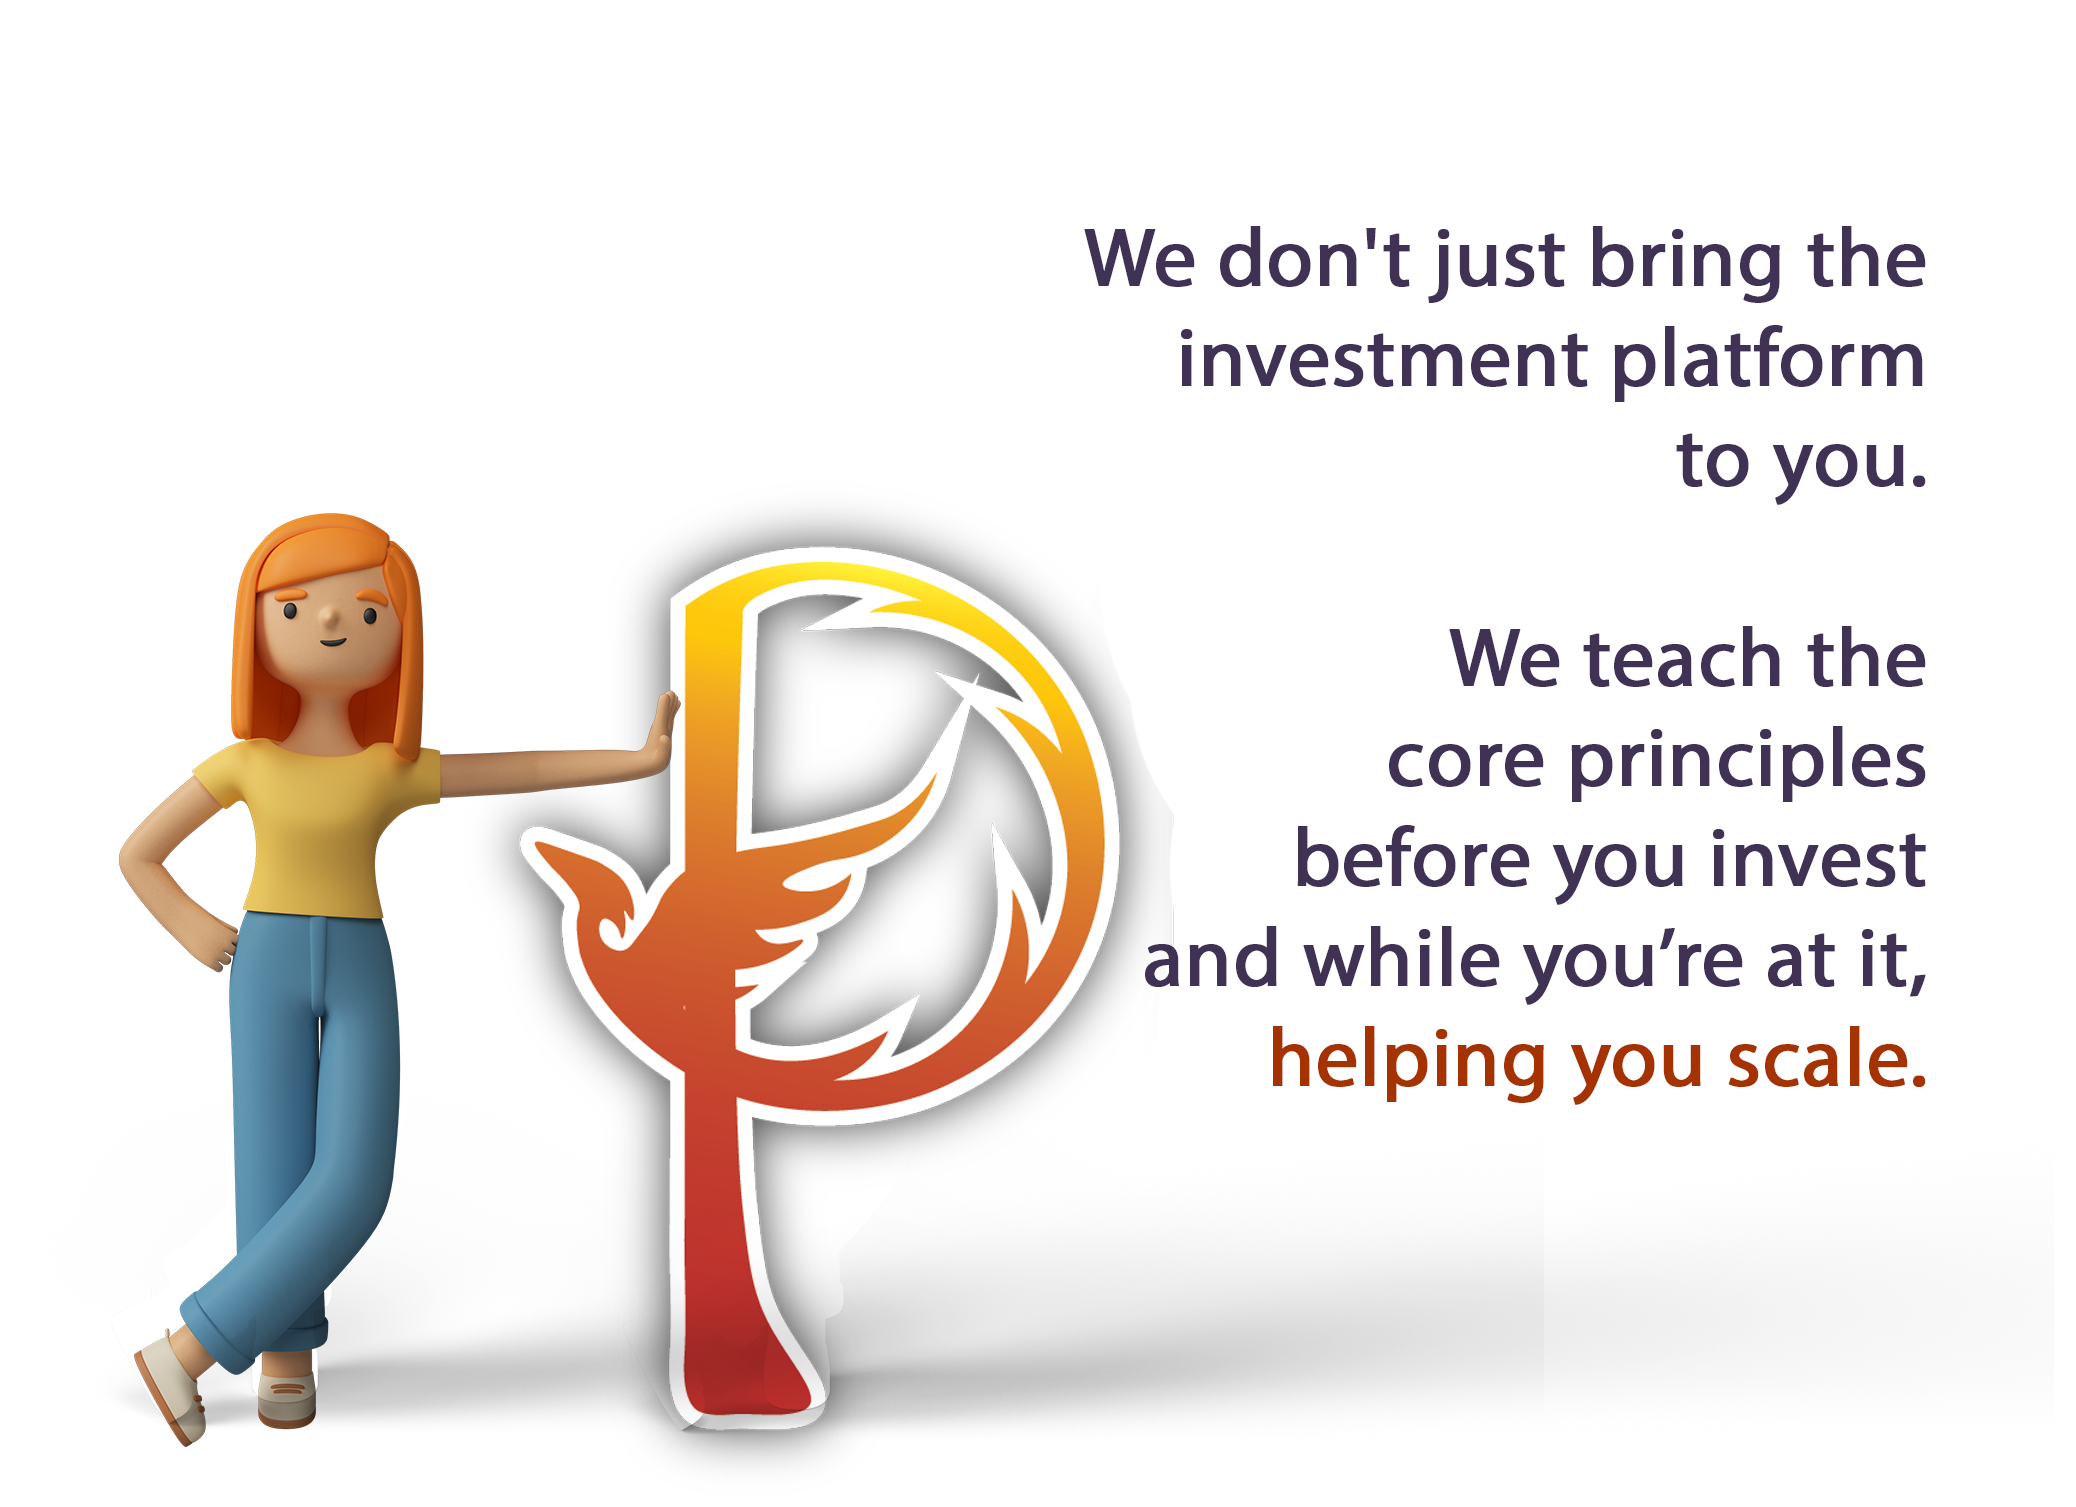 We don't just bring the
investment platform
to you.
We teach the
core principles
before you invest
and while you’re at it,
helping you scale.